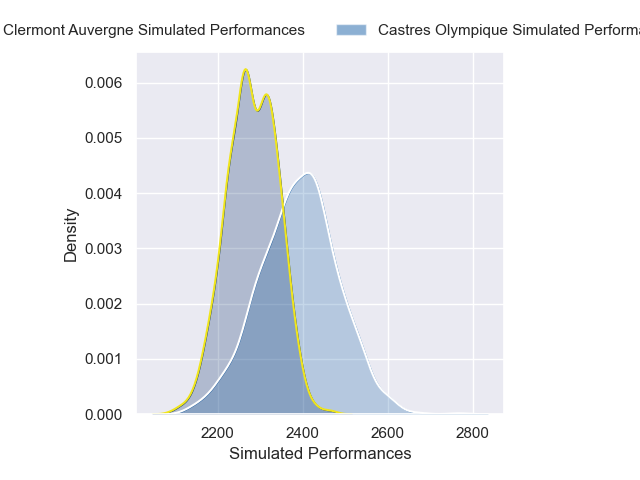 Clermont Auvergne Simulated Performances
Castres Olympique Simulated Performa
0.006
0.005
0.004
0.003
0.002
0.001
0.000
Density
2200 2400 2600 2800
Simulated Performances